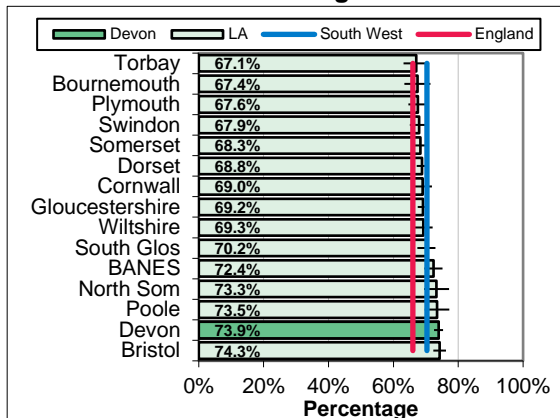 Devon LA South West England
Torbay 67.1%
Bournemouth 67.4%
Plymouth 67.6%
Swindon 67.9%
Somerset 68.3%
Dorset 68.8%
Cornwall 69.0%
Gloucestershire 69.2%
Wiltshire 69.3%
South Glos 70.2%
BANES 72.4%
North Som 73.3%
Poole 73.5%
Devon 73.9%
Bristol 74.3%
0% 20% 40% 60% 80% 100%
Percentage